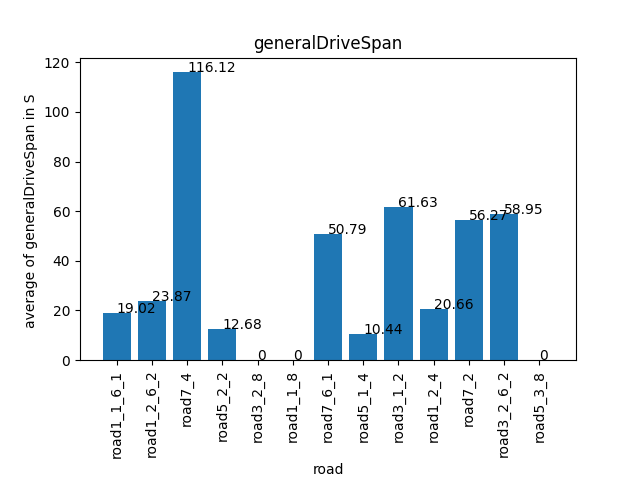 generalDriveSpan
average of generalDriveSpan in S
120
100
80
60
40
20
0
19.02
23.87
116.12
12.68
0
0
50.79
10.44
61.63
20.66
56.27
58.95
0
road1_1_6_1
road1_2_6_2
road7_4
road5_2_2
road3_2_8
road1_1_8
road7_6_1
road5_1_4
road3_1_2
road1_2_4
road7_2
road3_2_6_2
road5_3_8
road